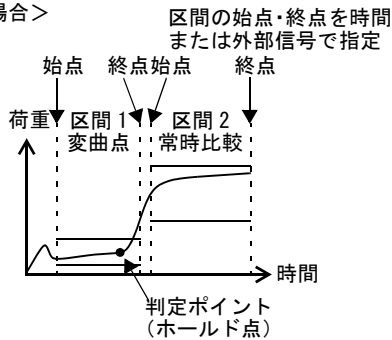 場合＞
区間の始点・終点を時間
または外部信号で指定
始点 終点 始点 終点
荷重 区間 1 区間 2
変曲点 常時比較
時間
判定ポイント
（ホールド点）